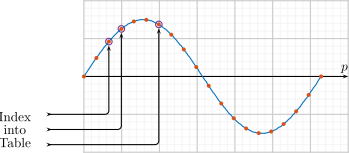 p
Index
into
Table